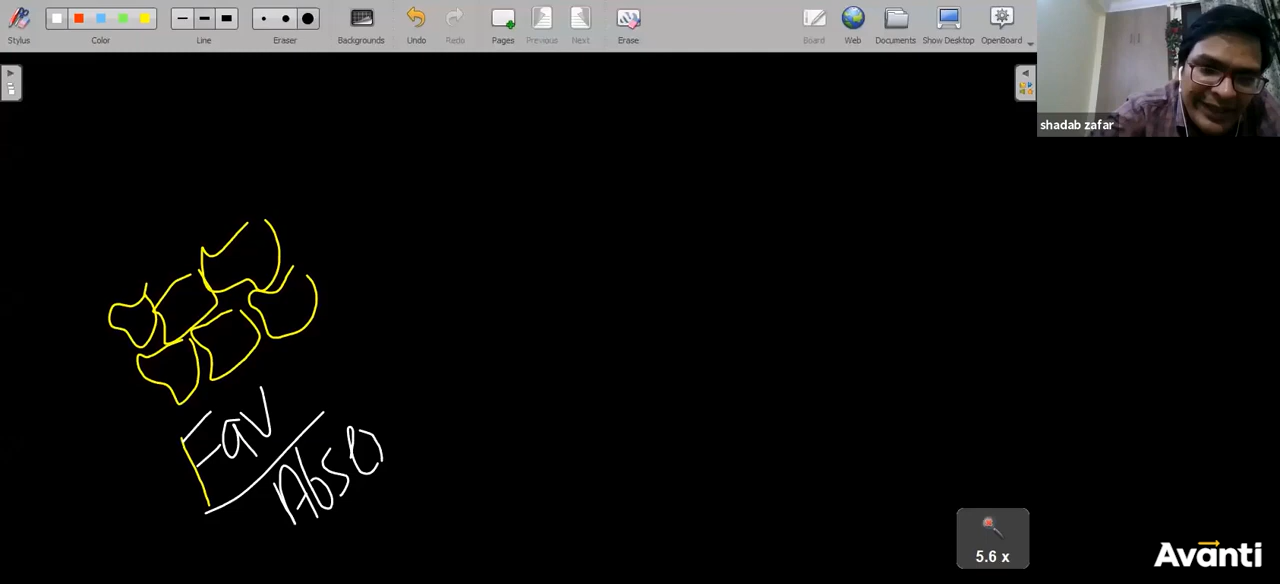 Stylus
Color
Line
Eraser
Backgrounds
Undo
Redo
Pages
Previous
Next
Erase
Board
Web
Documents
Show Desktop
OpenBoard
shadab zafar
Fav
Abso
5.6 x
Avanti